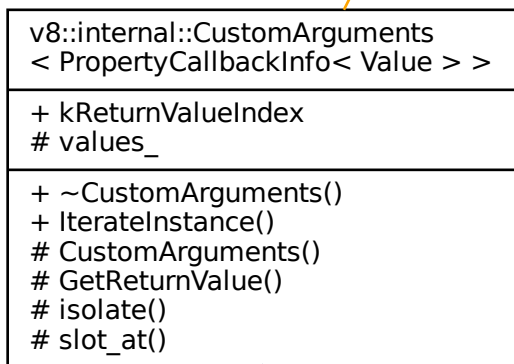 v8::internal::CustomArguments
< PropertyCallbackInfo< Value > >
+ kReturnValueIndex
# values_
+ ~CustomArguments()
+ IterateInstance()
# CustomArguments()
# GetReturnValue()
# isolate()
# slot_at()